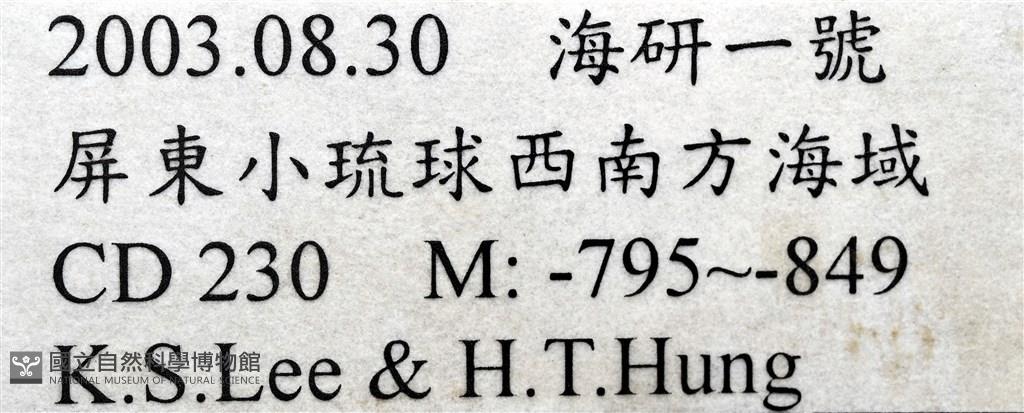 2003.08.30 海研一號
屏東小琉球西南方海域
CD 230 M: -795~-849
K.S.Lee & H.T.Hung
國立自然科學博物館
NATIONAL MUSEUM OF NATURAL SCIENCE